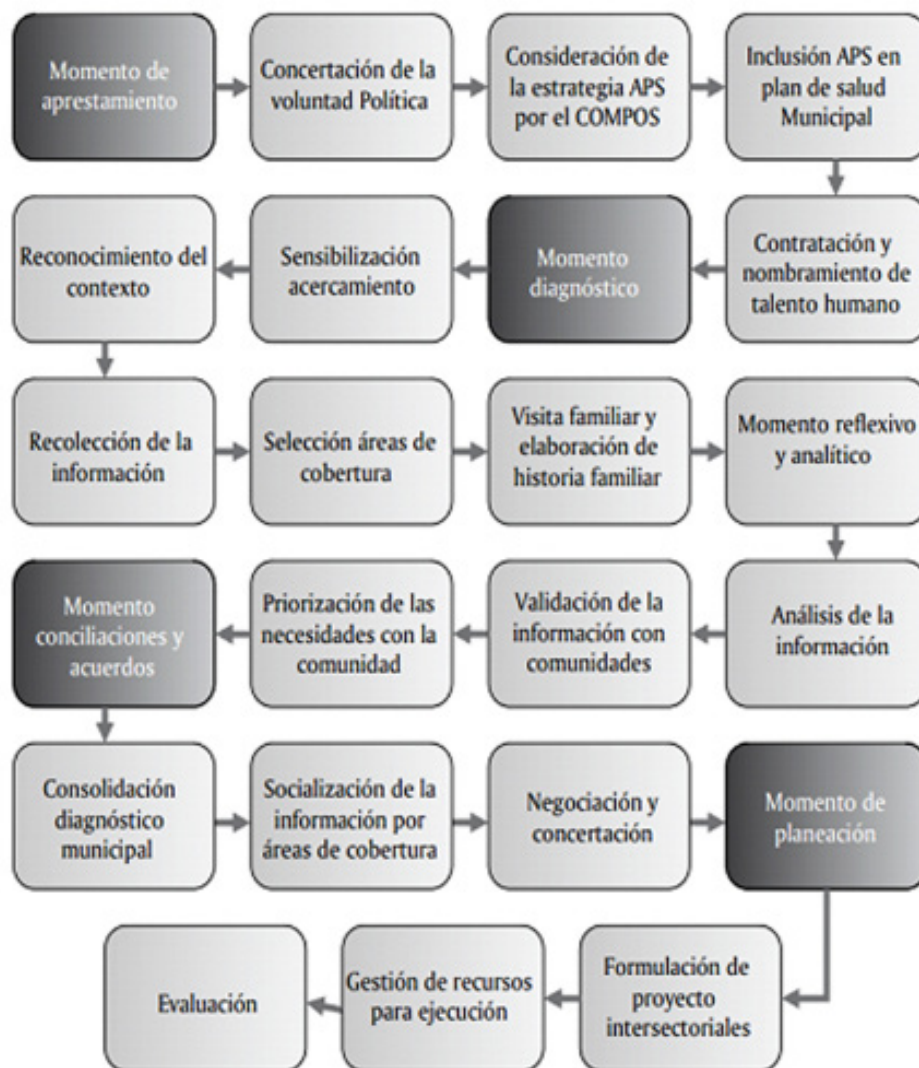 Momento de
aprestamiento
Concertación de la
voluntad Política
Consideración de
la estrategia APS
por el COMPOS
Inclusión APS en
plan de salud
Municipal
Contratación y
nombramiento de
talento humano
Momento
diagnóstico
Sensibilización
acercamiento
Reconocimiento del
contexto
Recolección de la
información
Selección áreas de
cobertura
Visita familiar y
elaboración de
historia familiar
Momento reflexivo
y analítico
Análisis de la
información
Validación de la
información con
comunidades
Priorización de las
necesidades con la
comunidad
Momento
conciliaciones y
acuerdos
Consolidación
diagnóstico
municipal
Socialización de la
información por
áreas de cobertura
Negociación y
concertación
Momento de
planeación
Formulación de
proyecto
intersectoriales
Gestión de recursos
para ejecución
Evaluación